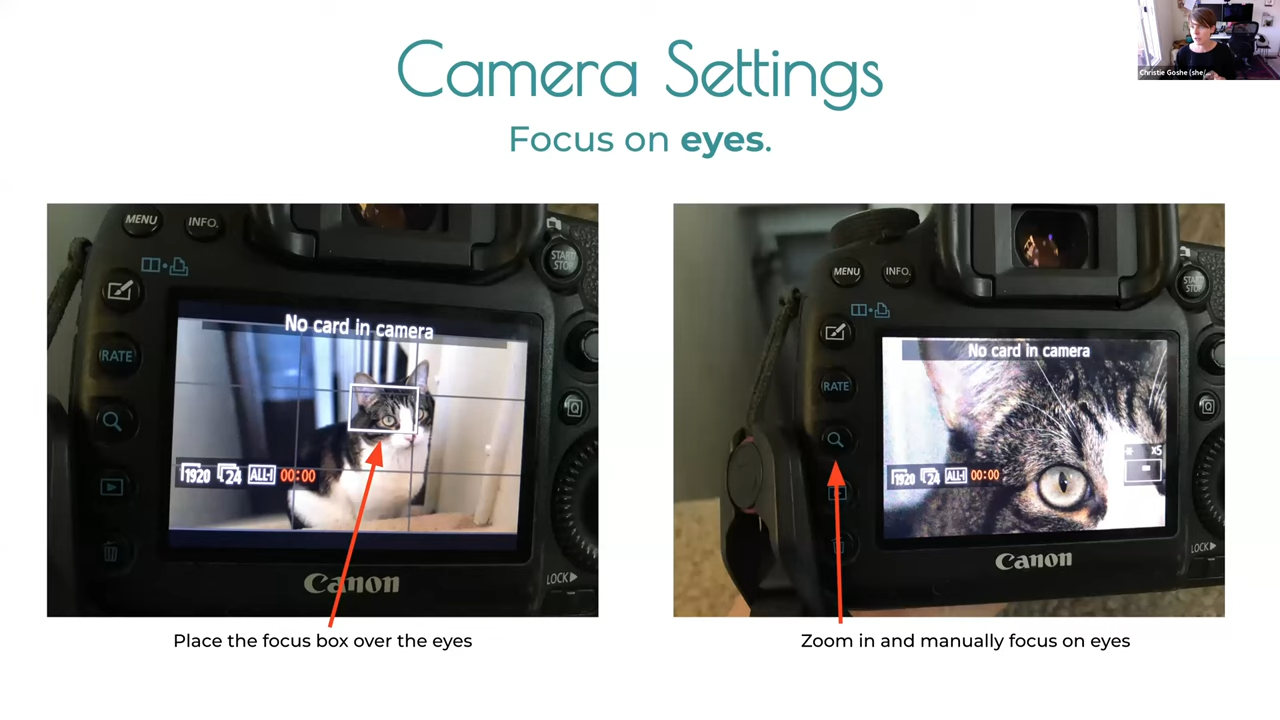 Christie Goshe (she/...
Camera Settings
Focus on eyes.
MENU
INFO.
START
STOP
RATE
Q
No card in camera
1920
24
ALL-I
00:00
Canon
LOCK
MENU
INFO.
START
STOP
RATE
Q
No card in camera
X5
1920
24
ALL-I
00:00
Canon
LOCK
Place the focus box over the eyes
Zoom in and manually focus on eyes